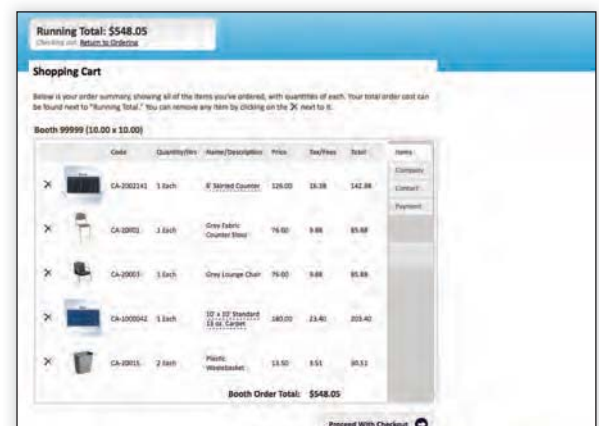 Running Total: $548.05
Checking out Return to Ordering
Shopping Cart
Below is your order summary, showing all of the items you've ordered, with quantities of each. Your total order cost can
be found next to "Running Total." You can remove any item by clicking on the X next to it.
Booth 99999 (10.00 x 10.00)
Code Quantity/Hrs Name/Description Price Tax/Fees Total Items
Company
X CA-2002141 1 Each 8' Skirted Counter 126.00 16.38 142.38 Contact
Payment
X 1 Each Grey Fabric
Counter Stool 76.00 9.88 85.88
X CA-20003 1 Each Grey Lounge Chair 76.00 9.88 85.88
X CA-1000042 1 Each 10' x 10' Standard
13 oz. Carpet 180.00 23.40 203.40
X CA-20015 2 Each Plastic
Wastebasket 13.50 3.51 30.51
Booth Order Total: $548.05
Proceed With Checkout